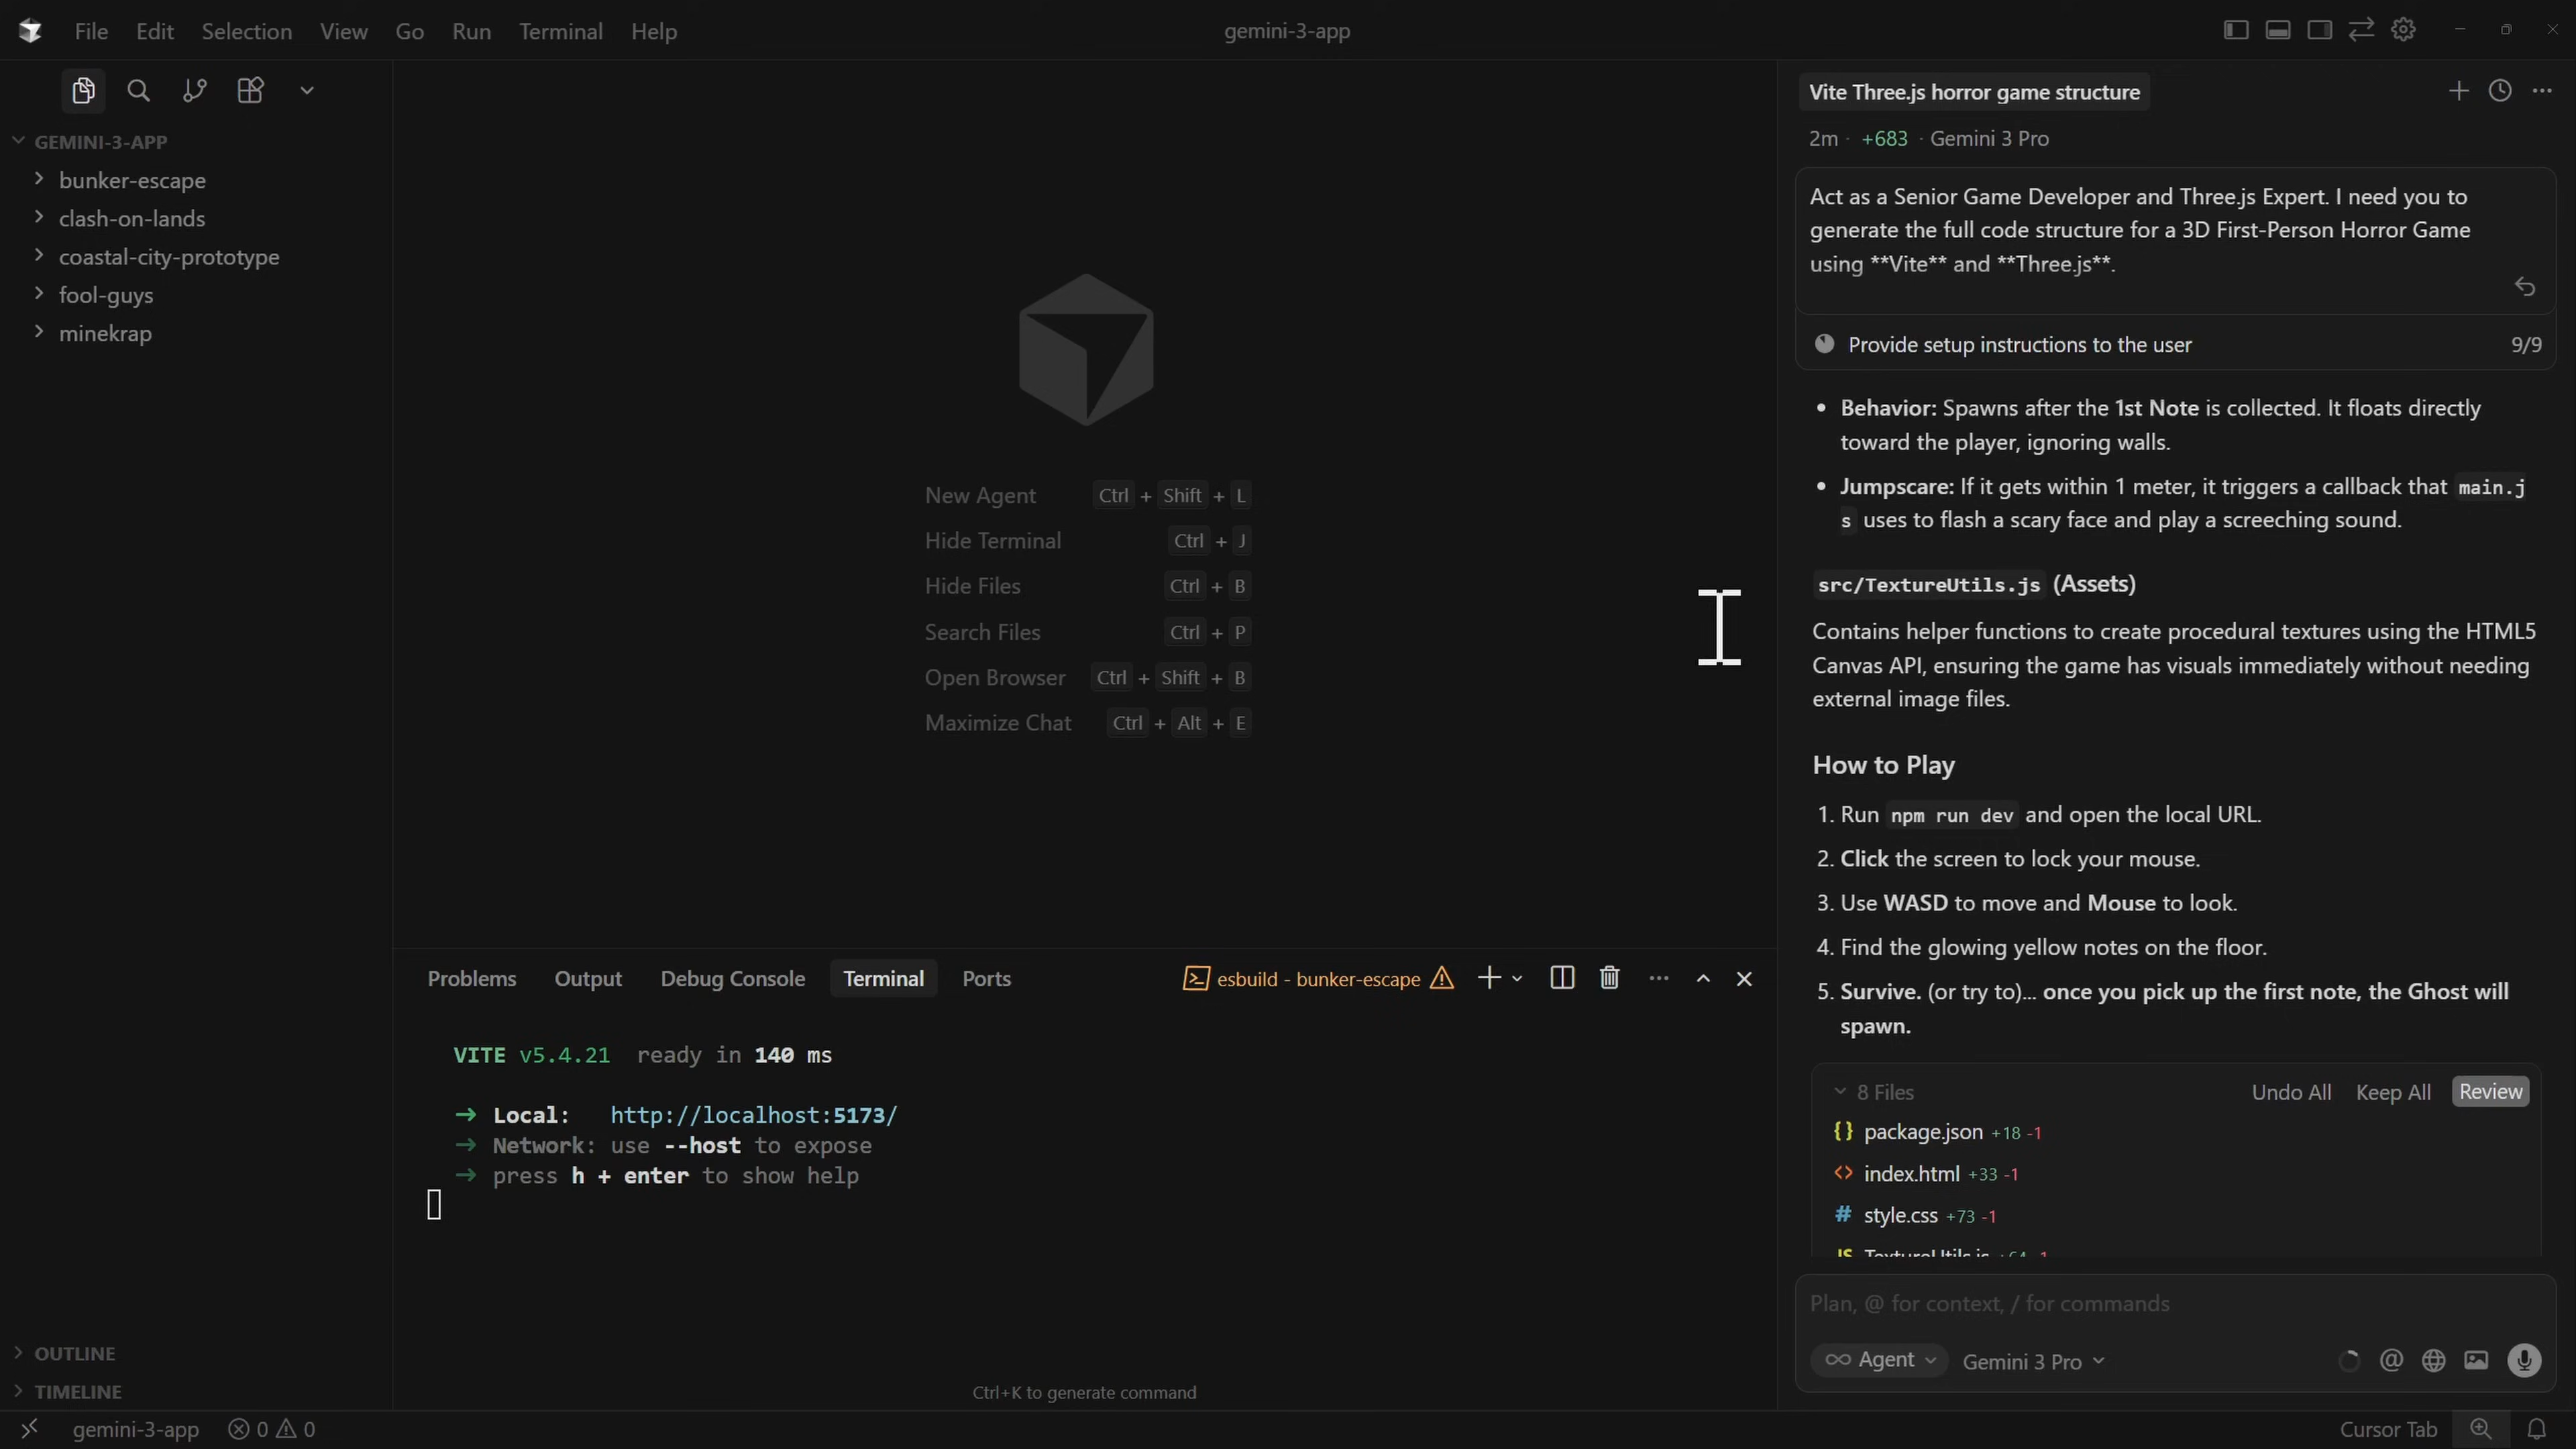 File Edit Selection View Go Run Terminal Help
gemini-3-app
GEMINI-3-APP
bunker-escape
clash-on-lands
coastal-city-prototype
fool-guys
minekrap
OUTLINE
TIMELINE
New Agent Ctrl + Shift + L
Hide Terminal Ctrl + J
Hide Files Ctrl + B
Search Files Ctrl + P
Open Browser Ctrl + Shift + B
Maximize Chat Ctrl + Alt + E
Problems Output Debug Console Terminal Ports
esbuild - bunker-escape
VITE v5.4.21 ready in 140 ms
→ Local: http://localhost:5173/
→ Network: use --host to expose
→ press h + enter to show help
Ctrl+K to generate command
Vite Three.js horror game structure
2m · +683 · Gemini 3 Pro
Act as a Senior Game Developer and Three.js Expert. I need you to
generate the full code structure for a 3D First-Person Horror Game
using **Vite** and **Three.js**.
Provide setup instructions to the user 9/9
• Behavior: Spawns after the 1st Note is collected. It floats directly
toward the player, ignoring walls.
• Jumpscare: If it gets within 1 meter, it triggers a callback that main.j
s uses to flash a scary face and play a screeching sound.
src/TextureUtils.js (Assets)
Contains helper functions to create procedural textures using the HTML5
Canvas API, ensuring the game has visuals immediately without needing
external image files.
How to Play
1. Run npm run dev and open the local URL.
2. Click the screen to lock your mouse.
3. Use WASD to move and Mouse to look.
4. Find the glowing yellow notes on the floor.
5. Survive. (or try to)... once you pick up the first note, the Ghost will
spawn.
8 Files Undo All Keep All Review
{} package.json +18 -1
<> index.html +33 -1
# style.css +73 -1
JS TextureUtils.js +64 -1
Plan, @ for context, / for commands
Agent Gemini 3 Pro
gemini-3-app 0 0
Cursor Tab